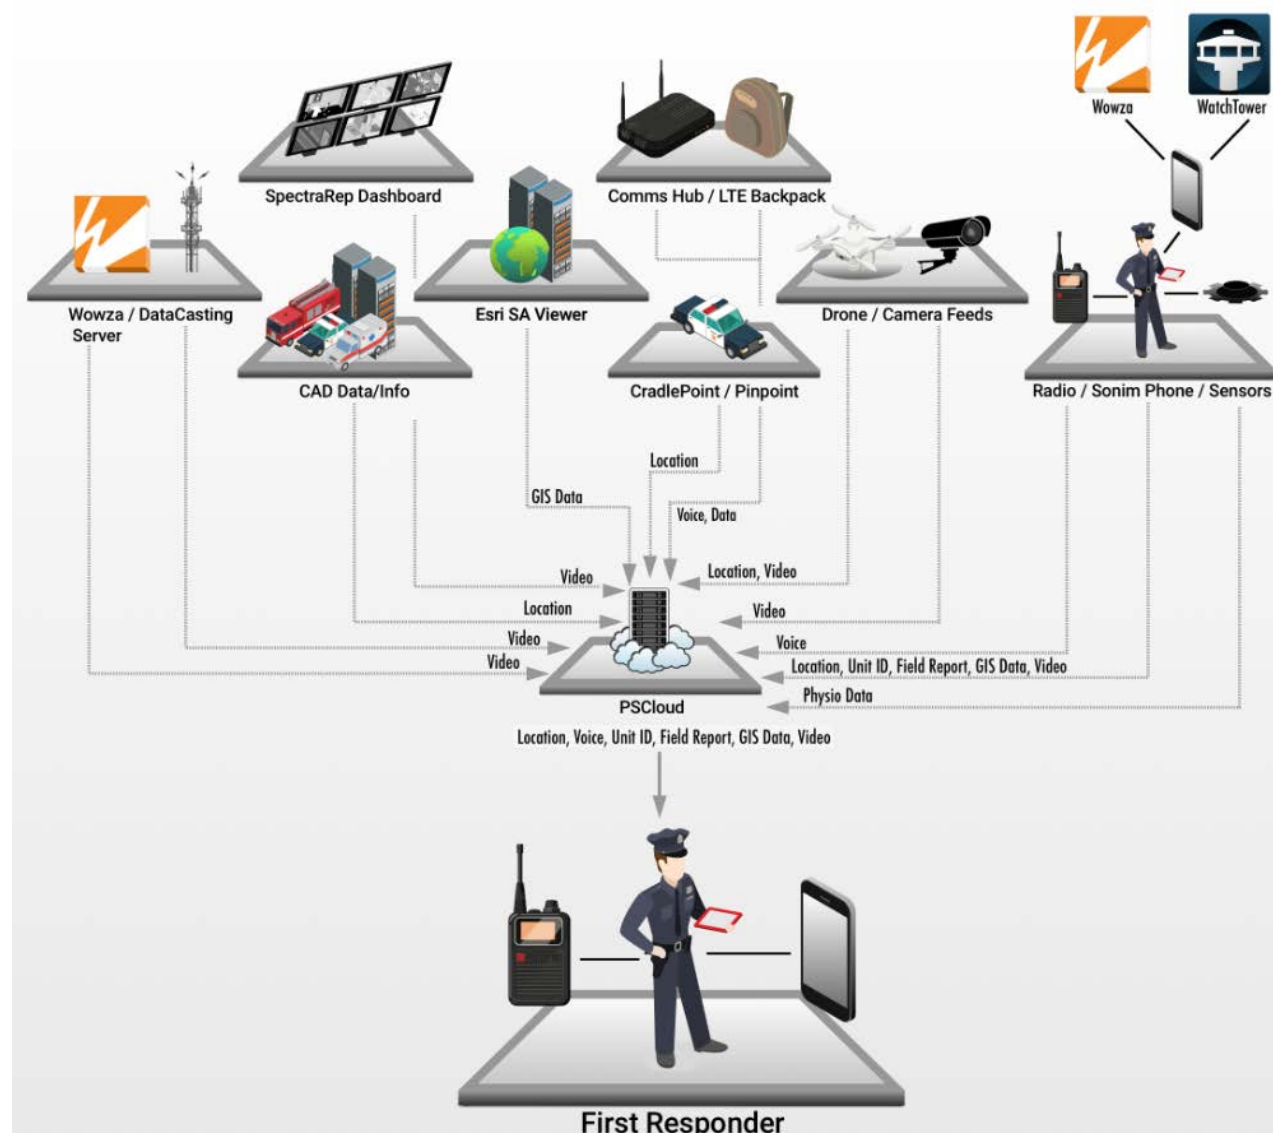 Wowza
WatchTower
SpectraRep Dashboard
Comms Hub / LTE Backpack
Wowza / DataCasting
Server
Esri SA Viewer
Drone / Camera Feeds
CAD Data/Info
CradlePoint / Pinpoint
Radio / Sonim Phone / Sensors
Location
GIS Data
Voice, Data
Video
Location, Video
Location
Video
Video
Voice
Video
Location, Unit ID, Field Report, GIS Data, Video
Physio Data
PSCloud
Location, Voice, Unit ID, Field Report, GIS Data, Video
First Responder